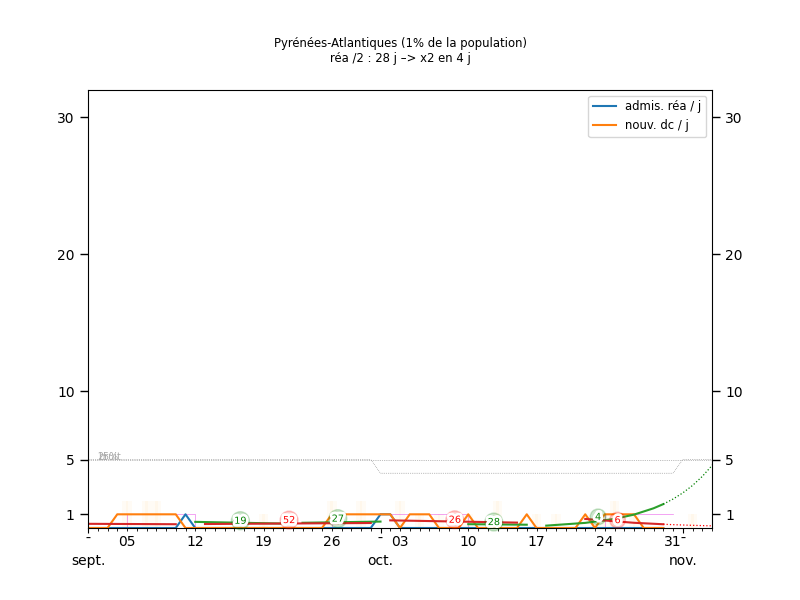 Pyrénées-Atlantiques (1% de la population)
réa /2 : 28 j –> x2 en 4 j
admis. réa / j
nouv. dc / j
30
30
20
20
10
10
5
5
1
1
19
52
27
26
28
4
6
- 05 12 19 26 - 03 10 17 24 31 -
sept. oct. nov.